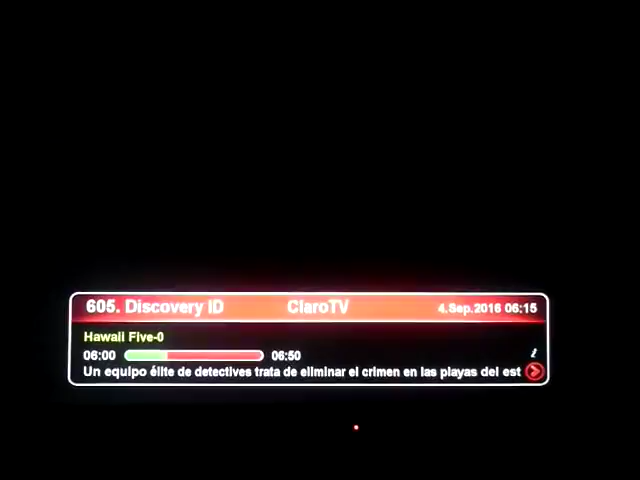 605. Discovery ID ClaroTV 4.Sep.2016 06:15
Hawaii Five-0
06:00 06:50
i
Un equipo élite de detectives trata de eliminar el crimen en las playas del est